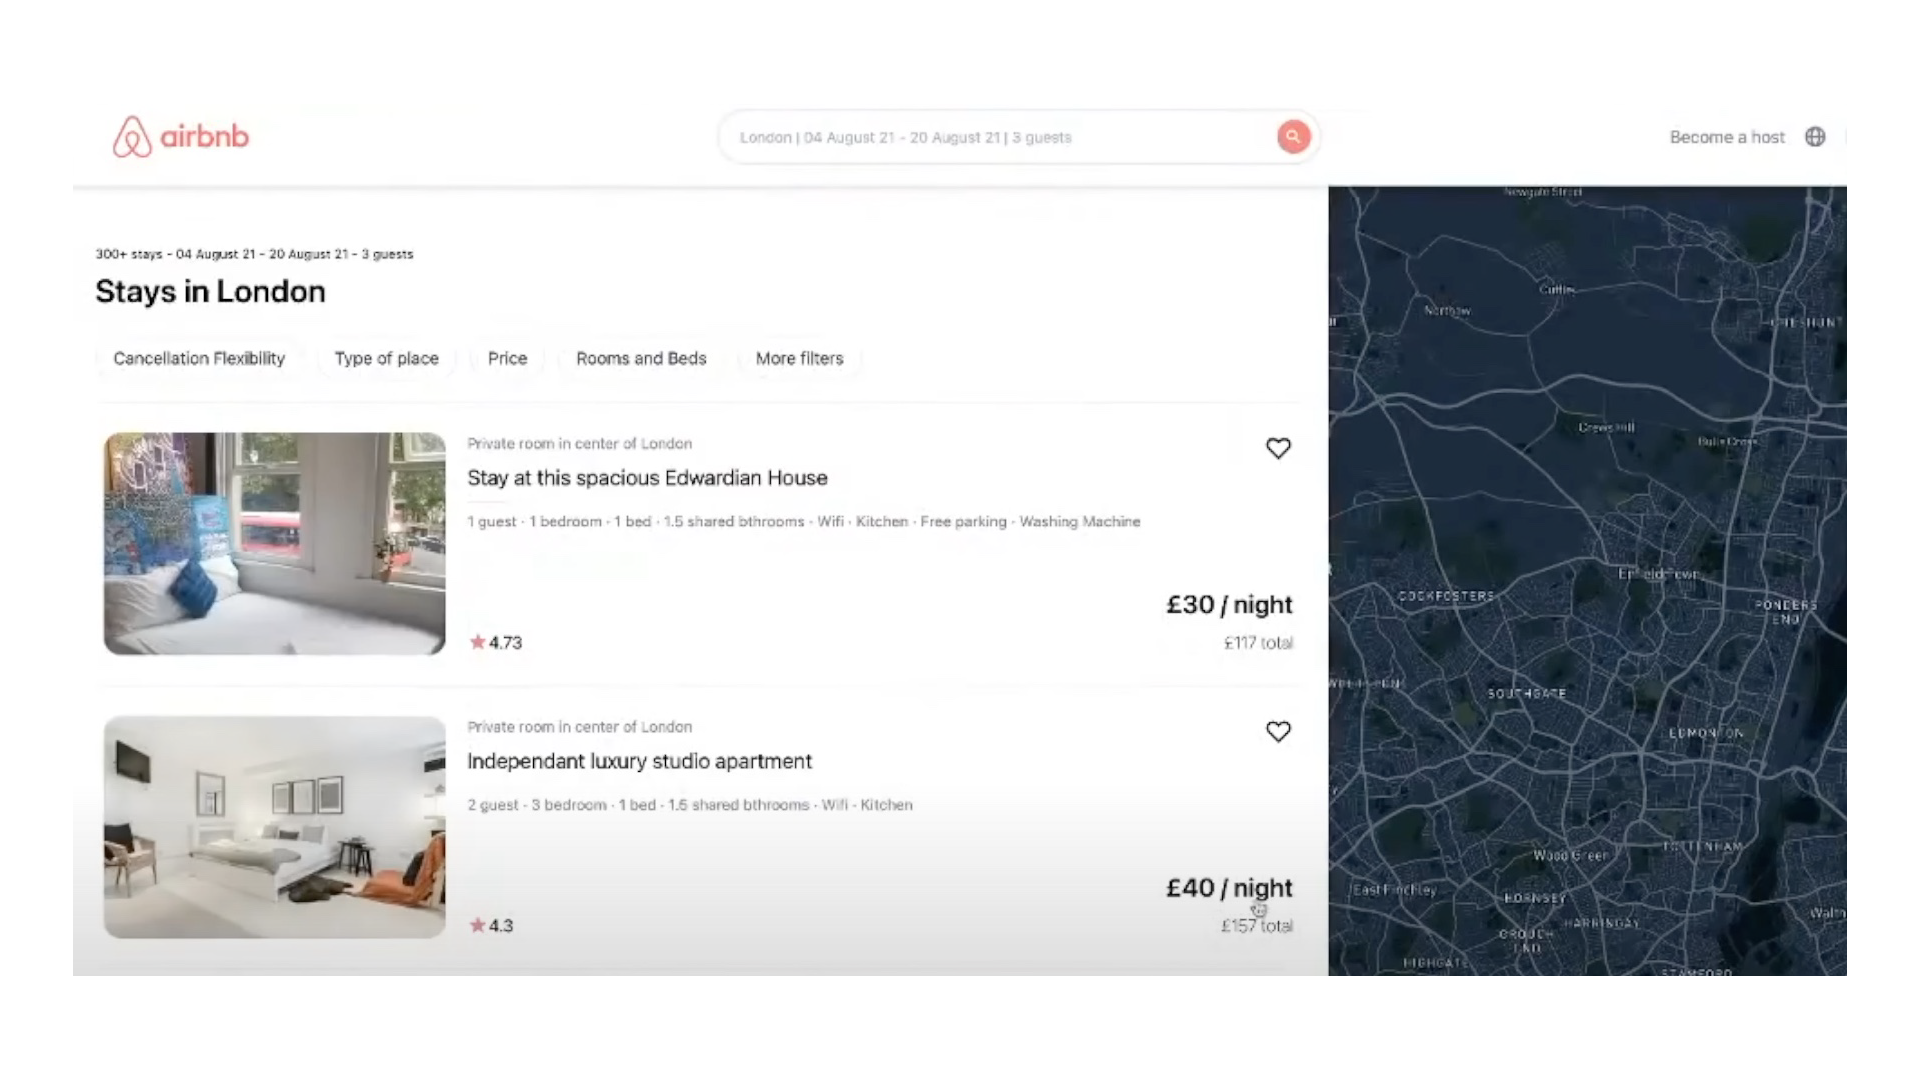 airbnb
London | 04 August 21 - 20 August 21 | 3 guests
Become a host
300+ stays - 04 August 21 - 20 August 21 - 3 guests
Stays in London
Cancellation Flexibility
Type of place
Price
Rooms and Beds
More filters
Private room in center of London
Stay at this spacious Edwardian House
1 guest · 1 bedroom · 1 bed · 1.5 shared bthrooms · Wifi · Kitchen · Free parking · Washing Machine
£30 / night
4.73
£117 total
Private room in center of London
Independant luxury studio apartment
2 guest · 3 bedroom · 1 bed · 1.5 shared bthrooms · Wifi · Kitchen
£40 / night
4.3
£157 total
Newgate Street
Cuffley
Northaw
CHESHUNT
Crews Hill
Bulls Cross
Enfield Town
COCKFOSTERS
PONDERS
END
SOUTHGATE
EDMONTON
Wood Green
TOTTENHAM
East Finchley
HORNSEY
HARRINGAY
CROUCH
END
HIGHGATE
STAMFORD